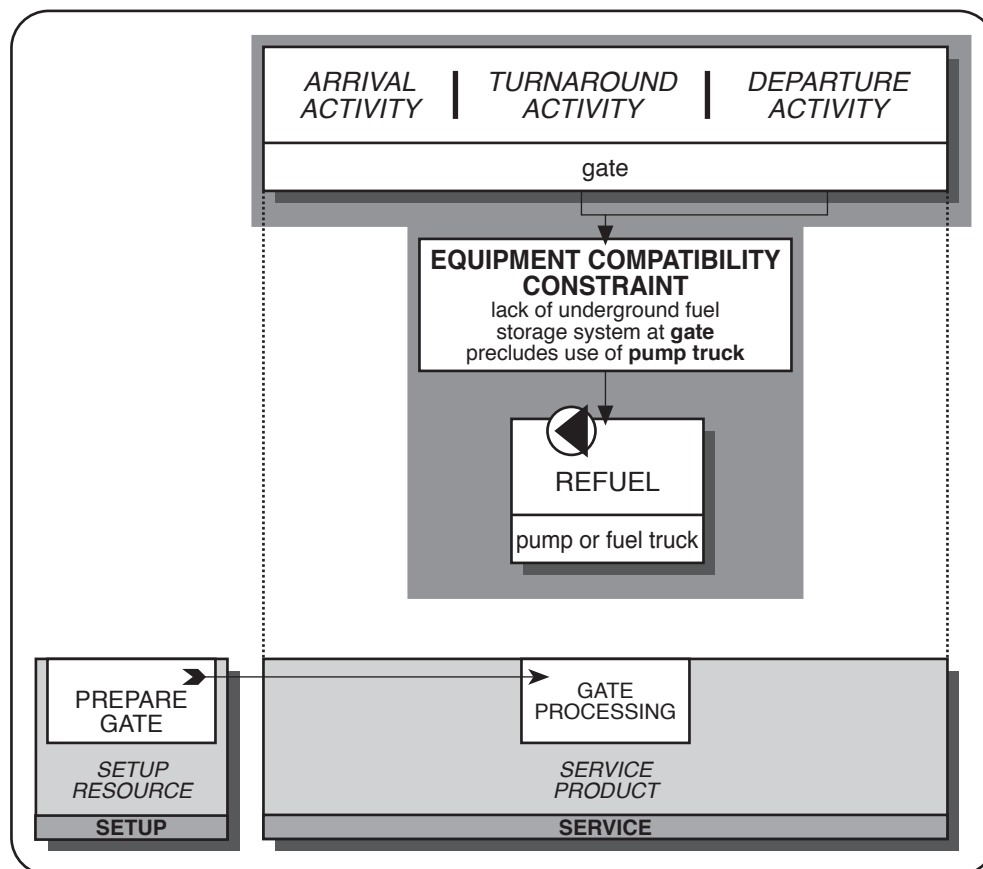 ARRIVAL
ACTIVITY
TURNAROUND
ACTIVITY
DEPARTURE
ACTIVITY
gate
EQUIPMENT COMPATIBILITY
CONSTRAINT
lack of underground fuel
storage system at gate
precludes use of pump truck
REFUEL
pump or fuel truck
PREPARE
GATE
SETUP
RESOURCE
SETUP
GATE
PROCESSING
SERVICE
PRODUCT
SERVICE